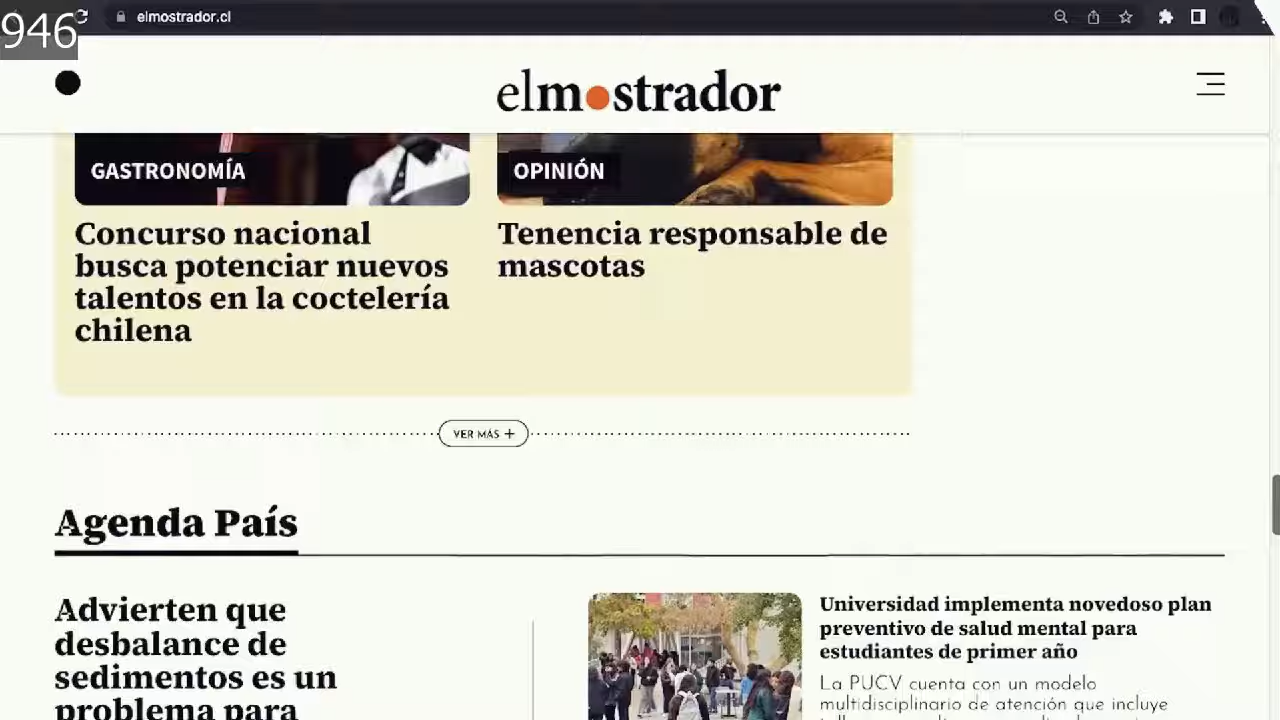 946
elmostrador.cl
elmostrador
GASTRONOMÍA
Concurso nacional
busca potenciar nuevos
talentos en la coctelería
chilena
OPINIÓN
Tenencia responsable de
mascotas
VER MÁS +
Agenda País
Advierten que
desbalance de
sedimentos es un
problema para
Universidad implementa novedoso plan
preventivo de salud mental para
estudiantes de primer año
La PUCV cuenta con un modelo
multidisciplinario de atención que incluye